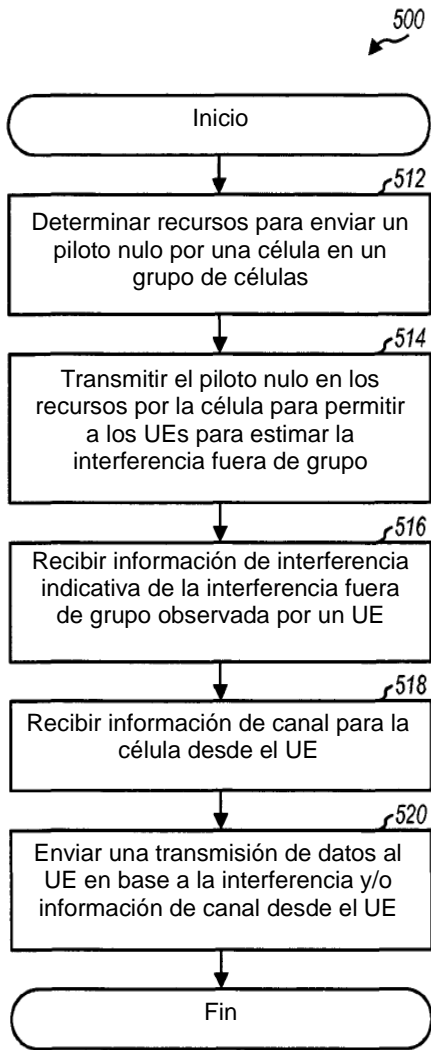 500
Inicio
512
Determinar recursos para enviar un
piloto nulo por una célula en un
grupo de células
514
Transmitir el piloto nulo en los
recursos por la célula para permitir
a los UEs para estimar la
interferencia fuera de grupo
516
Recibir información de interferencia
indicativa de la interferencia fuera
de grupo observada por un UE
518
Recibir información de canal para la
célula desde el UE
520
Enviar una transmisión de datos al
UE en base a la interferencia y/o
información de canal desde el UE
Fin